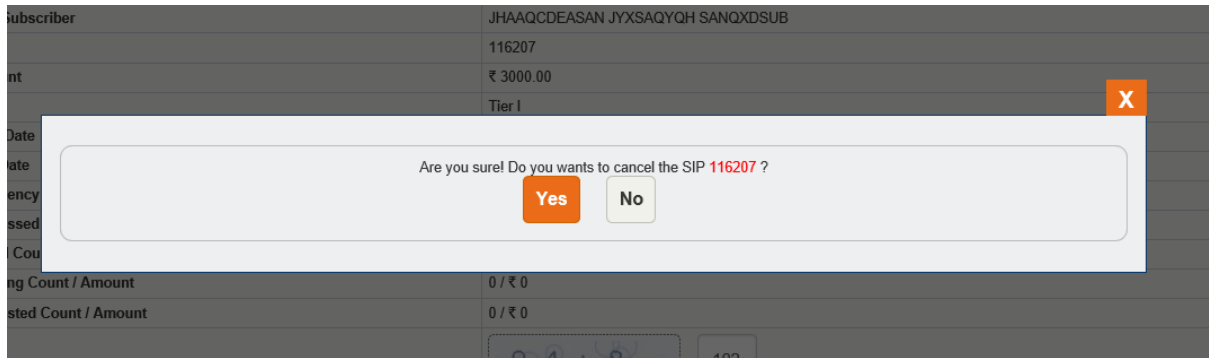 Subscriber JHAAQCDEASAN JYXSAQYQH SANQXDSUB
116207
nt ₹ 3000.00
Tier I
X
Date
ate
Are you sure! Do you wants to cancel the SIP 116207 ?
ency
Yes No
ssed
l Cou
ng Count / Amount 0 / ₹ 0
sted Count / Amount 0 / ₹ 0